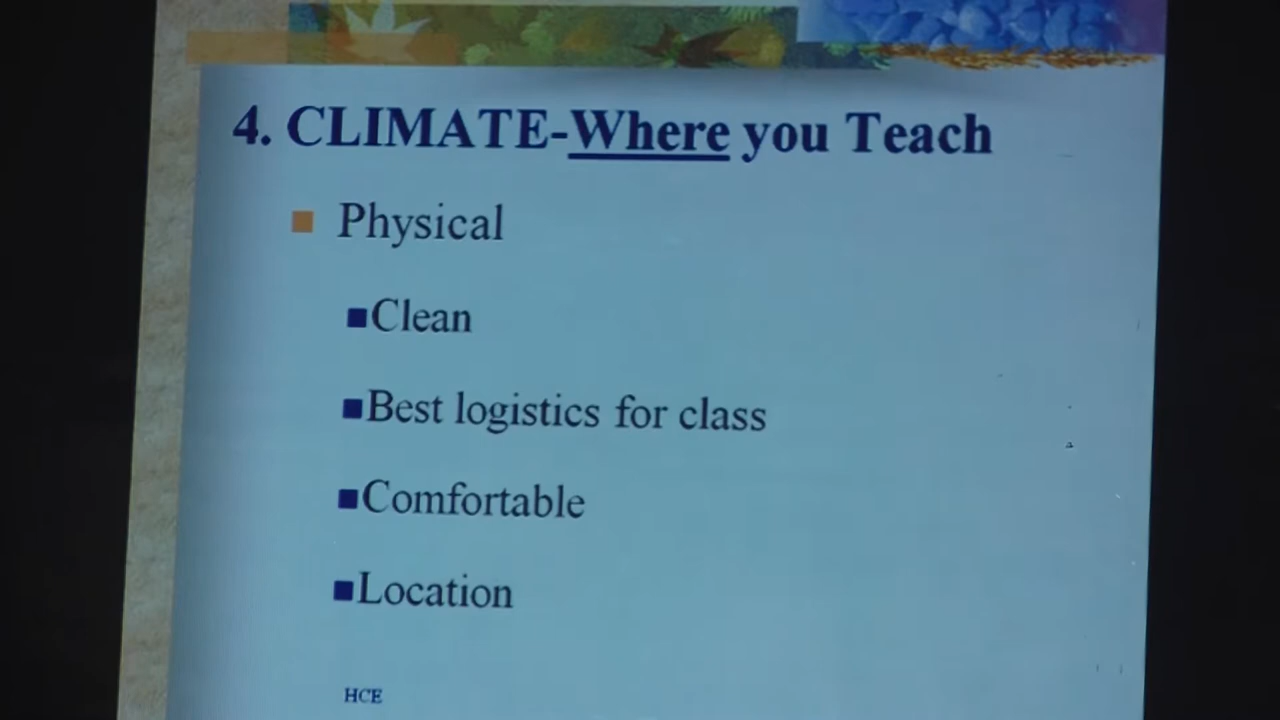 4. CLIMATE-Where you Teach
Physical
Clean
Best logistics for class
Comfortable
Location
HCE